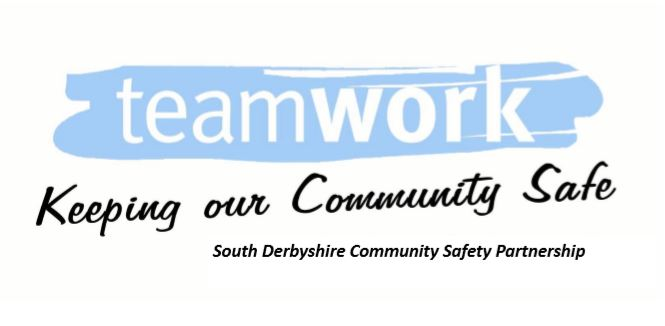 teamwork
Keeping our Community Safe
South Derbyshire Community Safety Partnership